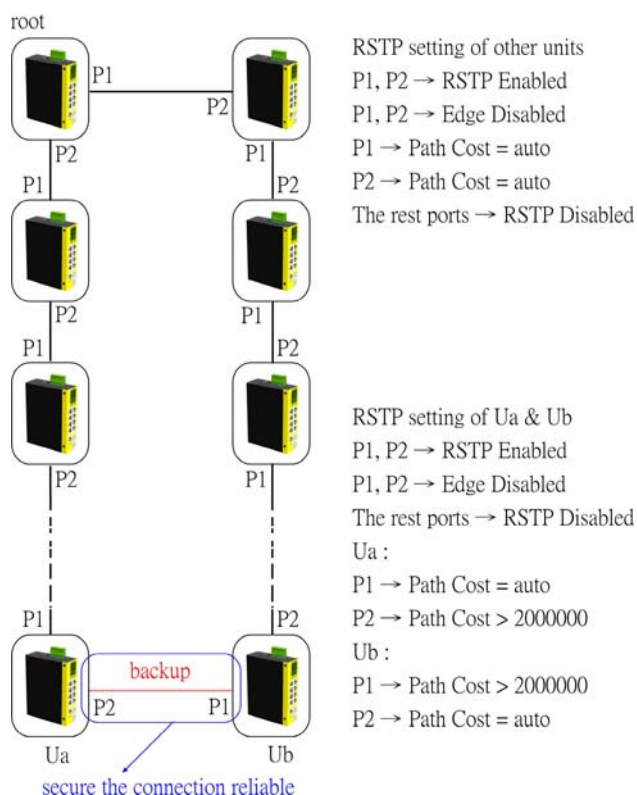 root
P1
P2
P2
P1
P1
P2
P2
P1
P1
P2
P2
P1
P1
P2
backup
P2
P1
Ua
Ub
secure the connection reliable
RSTP setting of other units
P1, P2 → RSTP Enabled
P1, P2 → Edge Disabled
P1 → Path Cost = auto
P2 → Path Cost = auto
The rest ports → RSTP Disabled
RSTP setting of Ua & Ub
P1, P2 → RSTP Enabled
P1, P2 → Edge Disabled
The rest ports → RSTP Disabled
Ua :
P1 → Path Cost = auto
P2 → Path Cost > 2000000
Ub :
P1 → Path Cost > 2000000
P2 → Path Cost = auto